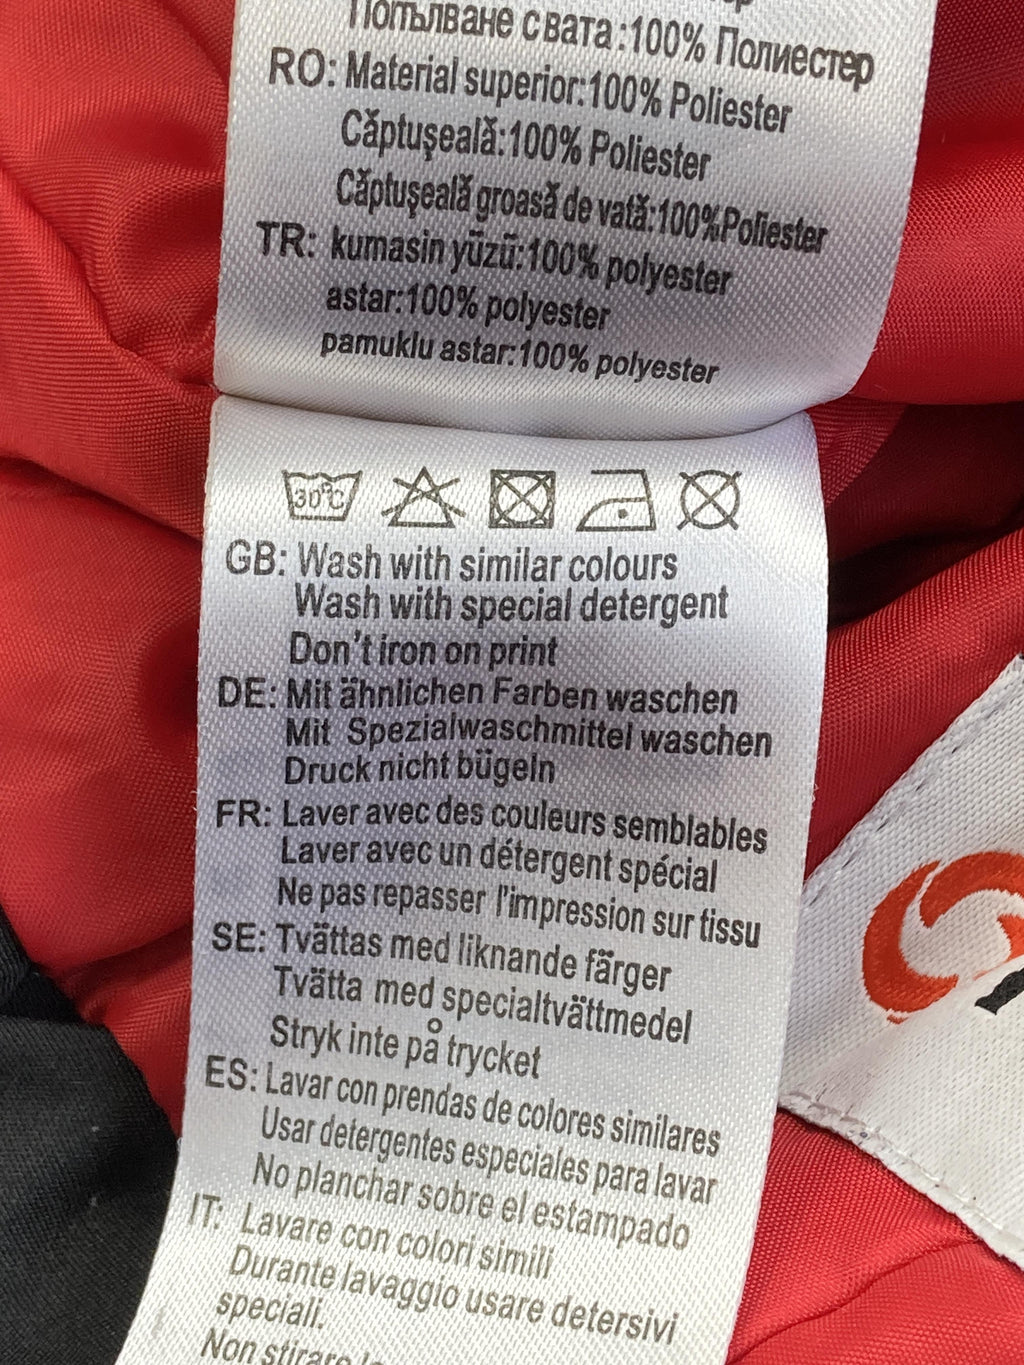 Попълване с вата:100% Полиестер
RO: Material superior:100% Poliester
Căptuşeală:100% Poliester
Căptuşeală groasă de vată:100%Poliester
TR: kumasin yüzü:100% polyester
astar:100% polyester
pamuklu astar:100% polyester
30°C
GB: Wash with similar colours
Wash with special detergent
Don't iron on print
DE: Mit ähnlichen Farben waschen
Mit Spezialwaschmittel waschen
Druck nicht bügeln
FR: Laver avec des couleurs semblables
Laver avec un détergent spécial
Ne pas repasser l'impression sur tissu
SE: Tvättas med liknande färger
Tvätta med specialtvättmedel
Stryk inte på trycket
ES: Lavar con prendas de colores similares
Usar detergentes especiales para lavar
No planchar sobre el estampado
IT: Lavare con colori simili
Durante lavaggio usare detersivi
speciali.
Non stirare